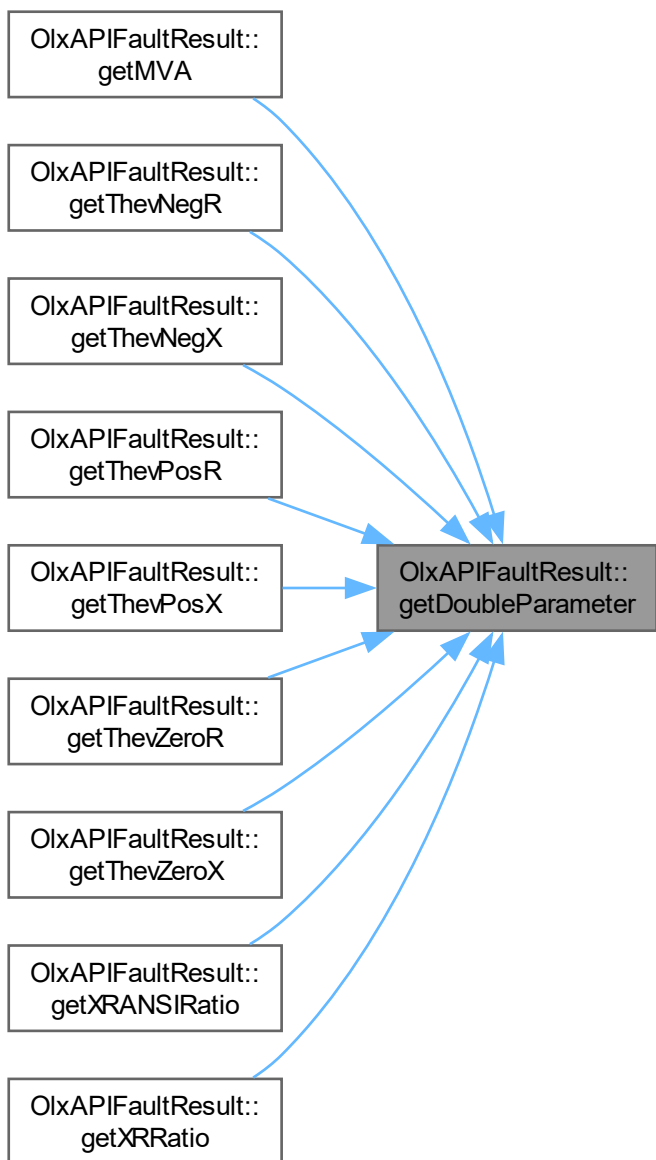 OlxAPIFaultResult::
getMVA
OlxAPIFaultResult::
getThevNegR
OlxAPIFaultResult::
getThevNegX
OlxAPIFaultResult::
getThevPosR
OlxAPIFaultResult::
getThevPosX
OlxAPIFaultResult::
getDoubleParameter
OlxAPIFaultResult::
getThevZeroR
OlxAPIFaultResult::
getThevZeroX
OlxAPIFaultResult::
getXRANSIRatio
OlxAPIFaultResult::
getXRRatio